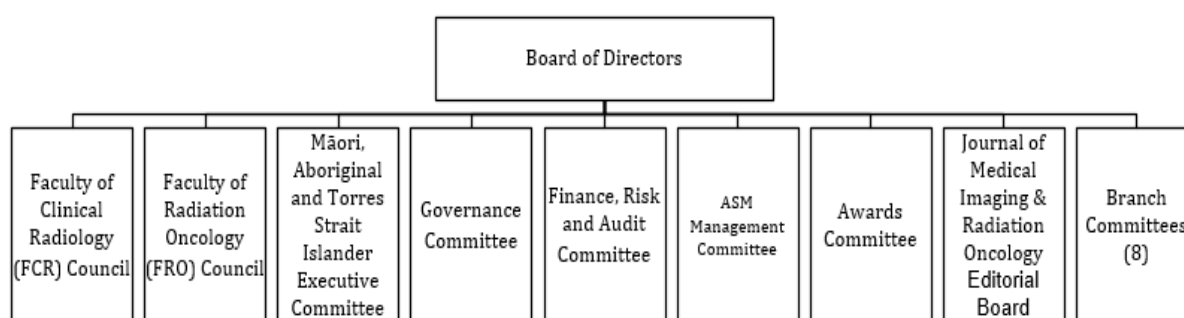 Board of Directors
Faculty of
Clinical
Radiology
(FCR) Council
Faculty of
Radiation
Oncology
(FRO) Council
Māori,
Aboriginal
and Torres
Strait
Islander
Executive
Committee
Governance
Committee
Finance, Risk
and Audit
Committee
ASM
Management
Committee
Awards
Committee
Journal of
Medical
Imaging &
Radiation
Oncology
Editorial
Board
Branch
Committees
(8)